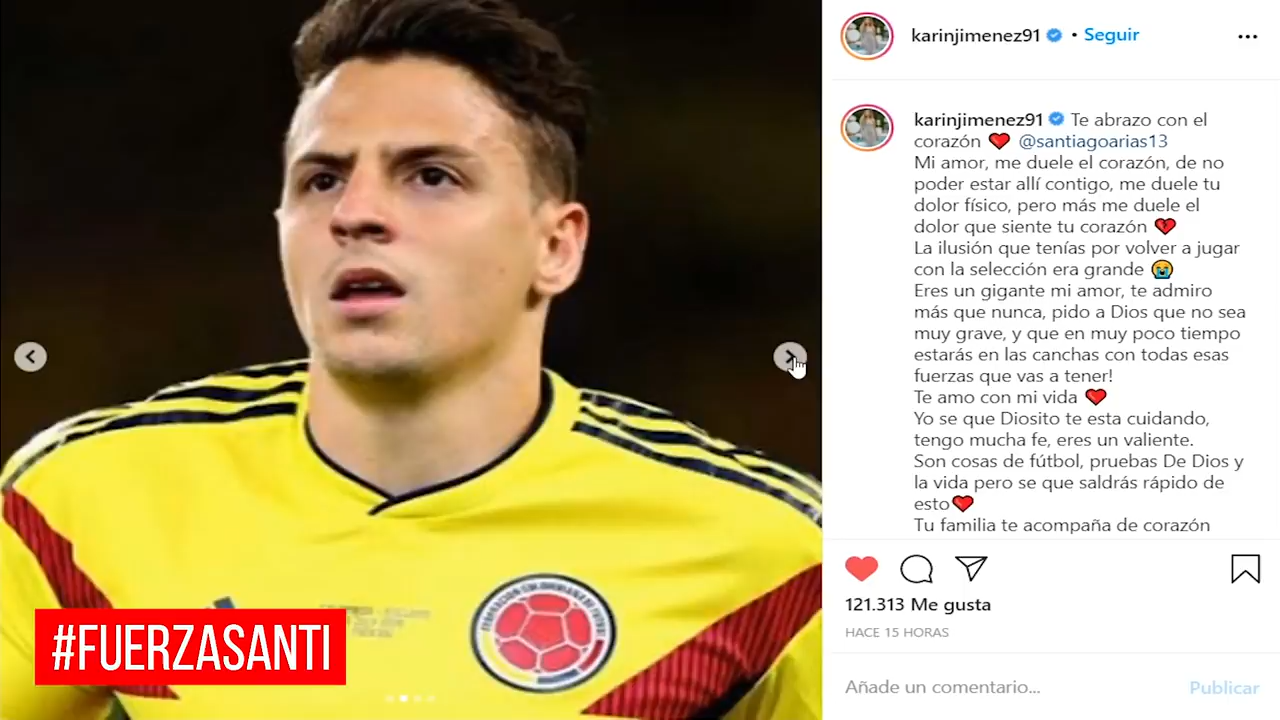 karinjimenez91 • Seguir
karinjimenez91 Te abrazo con el
corazón ❤️ @santiagoarias13
Mi amor, me duele el corazón, de no
poder estar allí contigo, me duele tu
dolor físico, pero más me duele el
dolor que siente tu corazón 💔
La ilusión que tenías por volver a jugar
con la selección era grande 😭
Eres un gigante mi amor, te admiro
más que nunca, pido a Dios que no sea
muy grave, y que en muy poco tiempo
estarás en las canchas con todas esas
fuerzas que vas a tener!
Te amo con mi vida ❤️
Yo se que Diosito te esta cuidando,
tengo mucha fe, eres un valiente.
Son cosas de fútbol, pruebas De Dios y
la vida pero se que saldrás rápido de
esto❤️
Tu familia te acompaña de corazón
121.313 Me gusta
HACE 15 HORAS
Añade un comentario... Publicar
#FUERZASANTI
FEDERACION COLOMBIANA DE FUTBOL